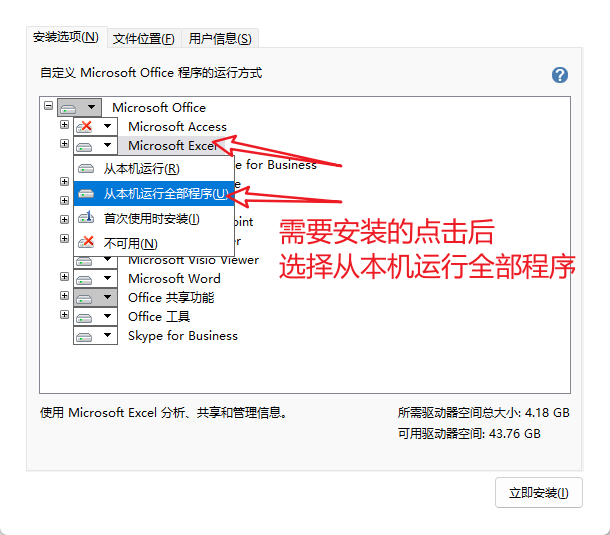 安装选项(N) 文件位置(F) 用户信息(S)
自定义 Microsoft Office 程序的运行方式
Microsoft Office
Microsoft Access
Microsoft Excel
从本机运行(R)
e for Business
从本机运行全部程序(U)
首次使用时安装(I)
oint
不可用(N)
er
Microsoft Visio Viewer
Microsoft Word
Office 共享功能
Office 工具
Skype for Business
需要安装的点击后
选择从本机运行全部程序
使用 Microsoft Excel 分析、共享和管理信息。
所需驱动器空间总大小: 4.18 GB
可用驱动器空间: 43.76 GB
立即安装(I)